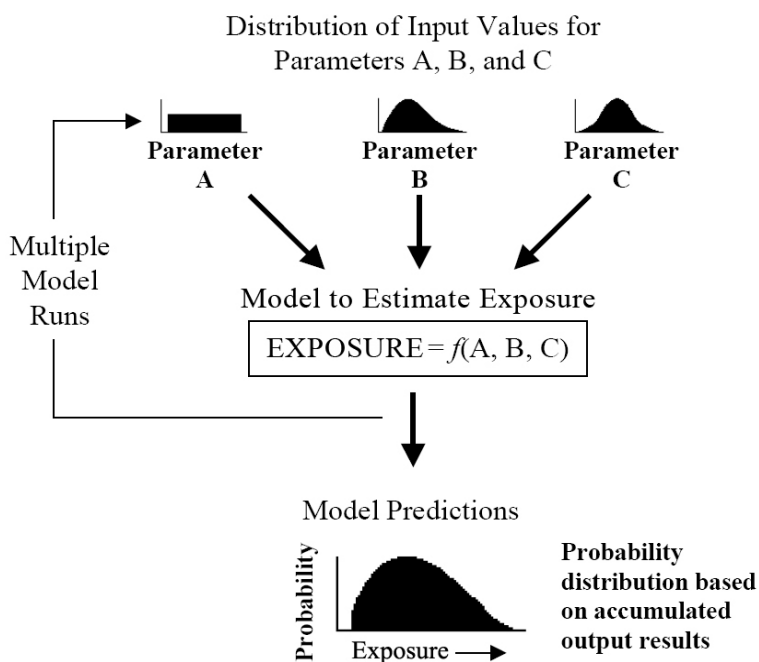 Distribution of Input Values for
Parameters A, B, and C
Parameter
A
Parameter
B
Parameter
C
Multiple
Model
Runs
Model to Estimate Exposure
EXPOSURE = f(A, B, C)
Model Predictions
Probability
Exposure
Probability
distribution based
on accumulated
output results